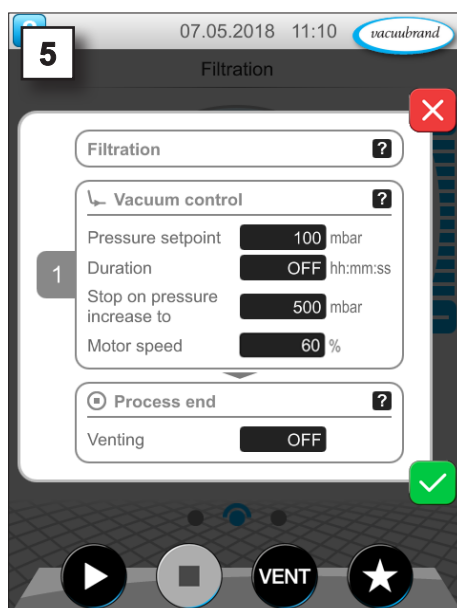 5
07.05.2018 11:10 vacuubrand
Filtration
Filtration ?
Vacuum control ?
1
Pressure setpoint 100 mbar
Duration OFF hh:mm:ss
Stop on pressure
increase to 500 mbar
Motor speed 60 %
Process end ?
Venting OFF
VENT